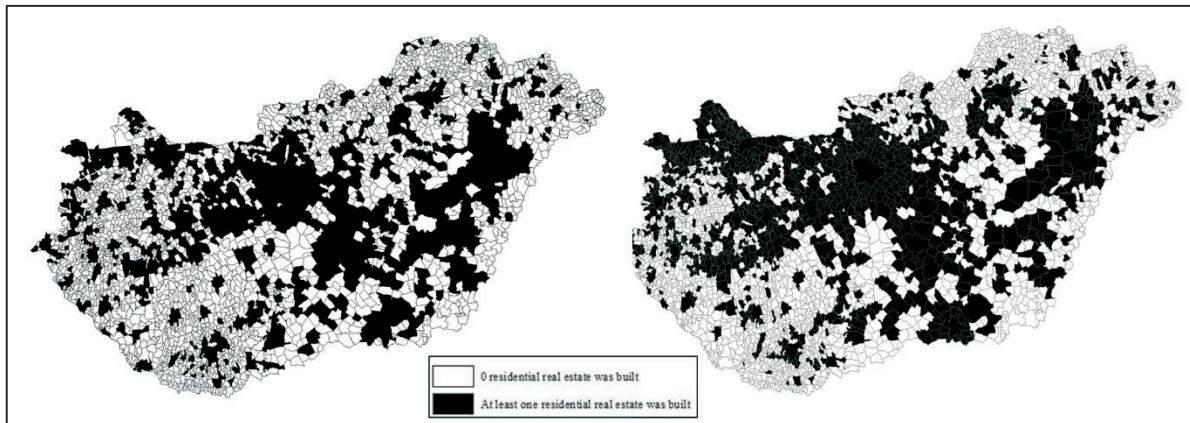 0 residential real estate was built
At least one residential real estate was built